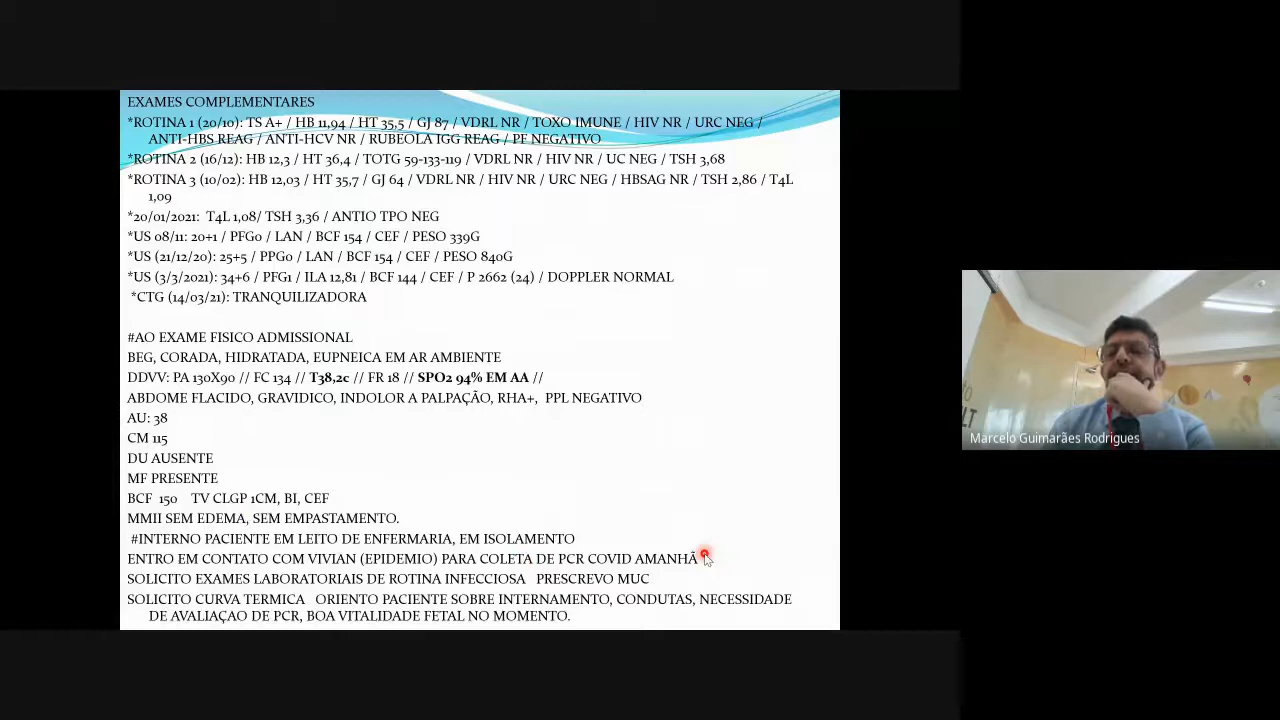 EXAMES COMPLEMENTARES
*ROTINA 1 (20/10): TS A+ / HB 11,94 / HT 35,5 / GJ 87 / VDRL NR / TOXO IMUNE / HIV NR / URC NEG /
ANTI-HBS REAG / ANTI-HCV NR / RUBEOLA IGG REAG / PF NEGATIVO
*ROTINA 2 (16/12): HB 12,3 / HT 36,4 / TOTG 59-133-119 / VDRL NR / HIV NR / UC NEG / TSH 3,68
*ROTINA 3 (10/02): HB 12,03 / HT 35,7 / GJ 64 / VDRL NR / HIV NR / URC NEG / HBSAG NR / TSH 2,86 / T4L
1,09
*20/01/2021: T4L 1,08/ TSH 3,36 / ANTIO TPO NEG
*US 08/11: 20+1 / PFG0 / LAN / BCF 154 / CEF / PESO 339G
*US (21/12/20): 25+5 / PPG0 / LAN / BCF 154 / CEF / PESO 840G
*US (3/3/2021): 34+6 / PFG1 / ILA 12,81 / BCF 144 / CEF / P 2662 (24) / DOPPLER NORMAL
*CTG (14/03/21): TRANQUILIZADORA
#AO EXAME FISICO ADMISSIONAL
BEG, CORADA, HIDRATADA, EUPNEICA EM AR AMBIENTE
DDVV: PA 130X90 // FC 134 // T38,2c // FR 18 // SPO2 94% EM AA //
ABDOME FLACIDO, GRAVIDICO, INDOLOR A PALPAÇÃO, RHA+, PPL NEGATIVO
AU: 38
CM 115
DU AUSENTE
MF PRESENTE
BCF 150 TV CLGP 1CM, BI, CEF
MMII SEM EDEMA, SEM EMPASTAMENTO.
#INTERNO PACIENTE EM LEITO DE ENFERMARIA, EM ISOLAMENTO
ENTRO EM CONTATO COM VIVIAN (EPIDEMIO) PARA COLETA DE PCR COVID AMANHÃ
SOLICITO EXAMES LABORATORIAIS DE ROTINA INFECCIOSA PRESCREVO MUC
SOLICITO CURVA TERMICA ORIENTO PACIENTE SOBRE INTERNAMENTO, CONDUTAS, NECESSIDADE
DE AVALIAÇAO DE PCR, BOA VITALIDADE FETAL NO MOMENTO.
Marcelo Guimarães Rodrigues